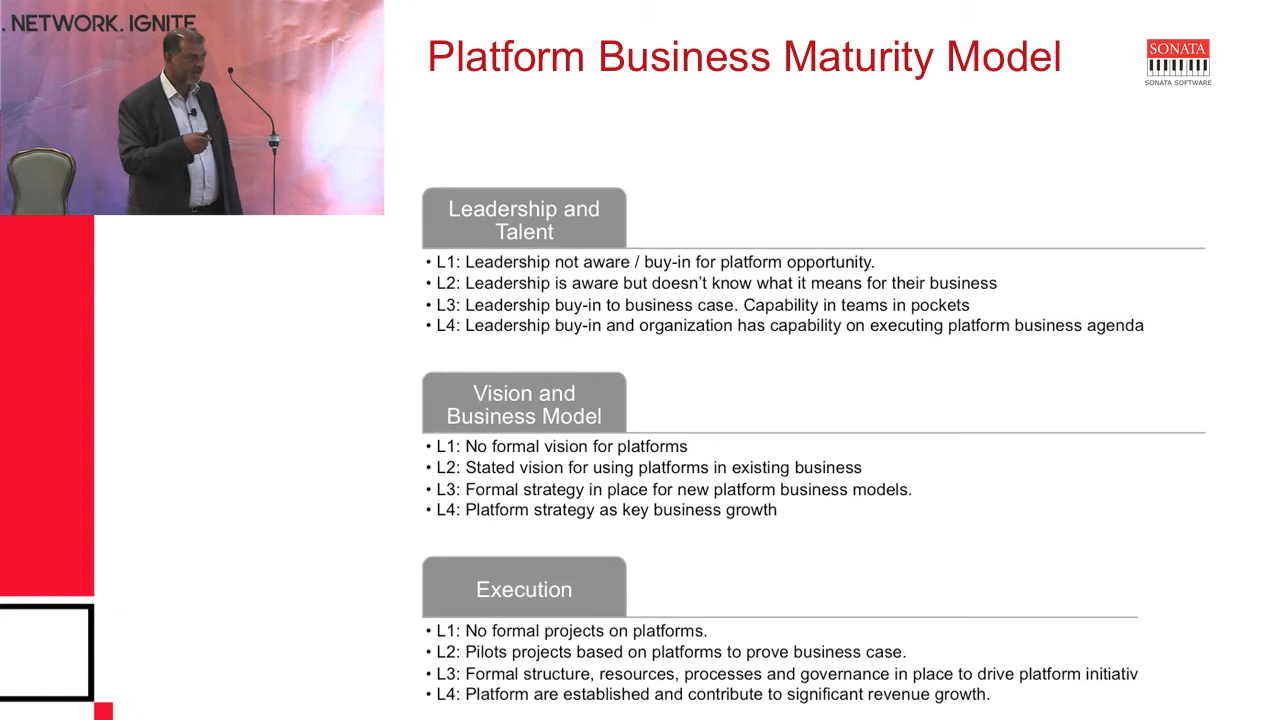 . NETWORK. IGNITE
Platform Business Maturity Model
SONATA
SONATA SOFTWARE
Leadership and
Talent
• L1: Leadership not aware / buy-in for platform opportunity.
• L2: Leadership is aware but doesn’t know what it means for their business
• L3: Leadership buy-in to business case. Capability in teams in pockets
• L4: Leadership buy-in and organization has capability on executing platform business agenda
Vision and
Business Model
• L1: No formal vision for platforms
• L2: Stated vision for using platforms in existing business
• L3: Formal strategy in place for new platform business models.
• L4: Platform strategy as key business growth
Execution
• L1: No formal projects on platforms.
• L2: Pilots projects based on platforms to prove business case.
• L3: Formal structure, resources, processes and governance in place to drive platform initiativ
• L4: Platform are established and contribute to significant revenue growth.